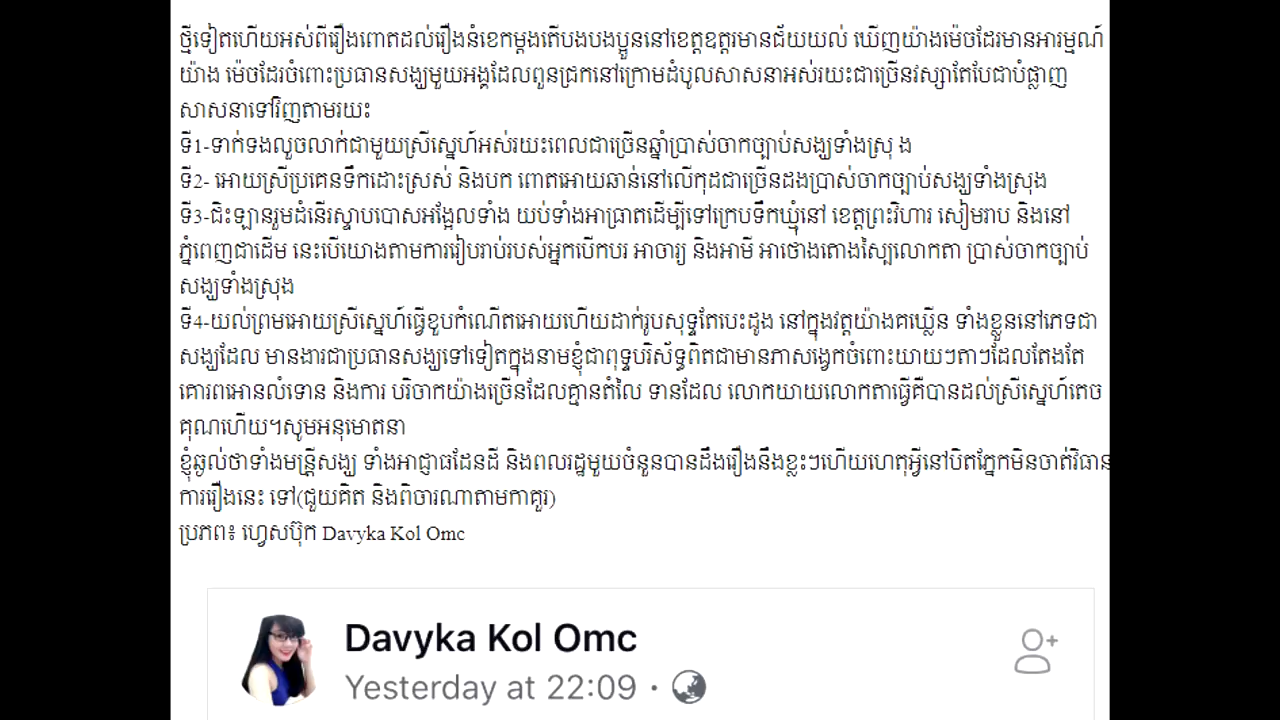 ថ្មីទៀតហើយអស់ពីរឿងពោតដល់រឿងនំខេកម្តងតើបងបងប្អូននៅខេត្តឧត្តរមានជ័យយល់ ឃើញយ៉ាងម៉េចដែរមានអារម្មណ៍
យ៉ាង ម៉េចដែរចំពោះប្រធានសង្ឃមួយអង្គដែលពួនជ្រកនៅក្រោមដំបូលសាសនាអស់រយះជាច្រើនវស្សាតែបែជាបំផ្លាញ
សាសនាទៅវិញតាមរយះ
ទី1-ទាក់ទងលួចលាក់ជាមួយស្រីស្នេហ៍អស់រយះពេលជាច្រើនឆ្នាំប្រាស់ចាកច្បាប់សង្ឃទាំងស្រុ ង
ទី2- អោយស្រីប្រគេនទឹកដោះស្រស់ និងបក ពោតអោយឆាន់នៅលើកុដជាច្រើនដងប្រាស់ចាកច្បាប់សង្ឃទាំងស្រុង
ទី3-ជិះឡានរួមដំនើរស្ទាបបោសអង្អែលទាំង យប់ទាំងអាធ្រាតដើម្បីទៅក្រេបទឹកឃ្មុំនៅ ខេត្តព្រះវិហារ សៀមរាប និងនៅ
ភ្នំពេញជាដើម នេះបើយោងតាមការរៀបរាប់របស់អ្នកបើកបរ អាចារ្យ និងអាមី អាថោងតោងស្បៃលោកតា ប្រាស់ចាកច្បាប់
សង្ឃទាំងស្រុង
ទី4-យល់ព្រមអោយស្រីស្នេហ៍ធ្វើខួបកំណើតអោយហើយដាក់រូបសុទ្ធតែបេះដូង នៅក្នុងវត្តយ៉ាងគឃ្លើន ទាំងខ្លួននៅភេទជា
សង្ឃដែល មានងារជាប្រធានសង្ឃទៅទៀតក្នុងនាមខ្ញុំជាពុទ្ធបរិស័ទ្ធពិតជាមានភាសង្វេកចំពោះយាយៗតាៗដែលតែងតែ
គោរពអោនលំទោន និងការ បរិចាកយ៉ាងច្រើនដែលគ្មានតំលៃ ទានដែល លោកយាយលោកតាធ្វើគឺបានដល់ស្រីស្នេហ៍តេច
គុណហើយ។សូមអនុមោតនា
ខ្ញុំឆ្ងល់ថាទាំងមន្ត្រីសង្ឃ ទាំងអាជ្ញាធដែនដី និងពលរដ្ឋមួយចំនួនបានដឹងរឿងនឹងខ្លះៗហើយហេតុអ្វីនៅបិតភ្នែកមិនចាត់វិធាន
ការរឿងនេះ ទៅ(ជួយគិត និងពិចារណាតាមកាគួរ)
ប្រភព៖ ហ្វេសប៊ុក Davyka Kol Omc
Davyka Kol Omc
Yesterday at 22:09 ·